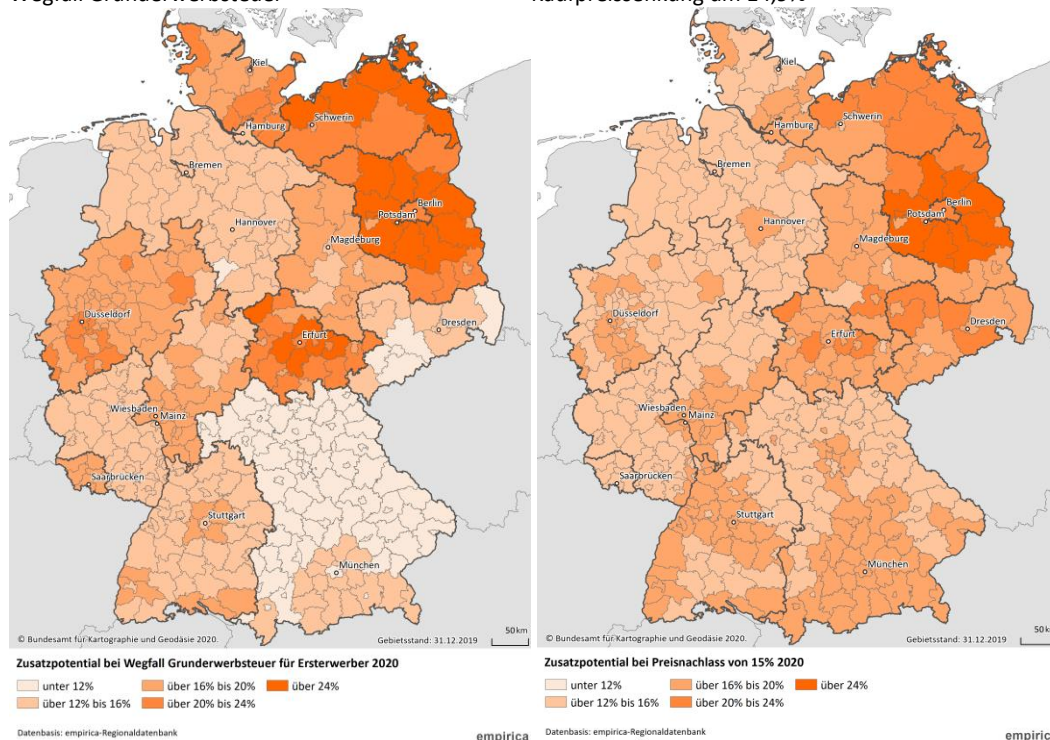 Wegfall Grunderwerbsteuer
Kaufpreissenkung um 14,5%
Kiel
Schwerin
Hamburg
Bremen
Berlin
Potsdam
Hannover
Magdeburg
Düsseldorf
Erfurt
Dresden
Wiesbaden
Mainz
Saarbrücken
Stuttgart
München
50 km
© Bundesamt für Kartographie und Geodäsie 2020.
Gebietsstand: 31.12.2019
Zusatzpotential bei Wegfall Grunderwerbsteuer für Ersterwerber 2020
unter 12%
über 16% bis 20%
über 24%
über 12% bis 16%
über 20% bis 24%
Datenbasis: empirica-Regionaldatenbank
empirica
Kiel
Schwerin
Hamburg
Bremen
Berlin
Potsdam
Hannover
Magdeburg
Düsseldorf
Erfurt
Dresden
Wiesbaden
Mainz
Saarbrücken
Stuttgart
München
50 k
© Bundesamt für Kartographie und Geodäsie 2020.
Gebietsstand: 31.12.2019
Zusatzpotential bei Preisnachlass von 15% 2020
unter 12%
über 16% bis 20%
über 24%
über 12% bis 16%
über 20% bis 24%
Datenbasis: empirica-Regionaldatenbank
empiric